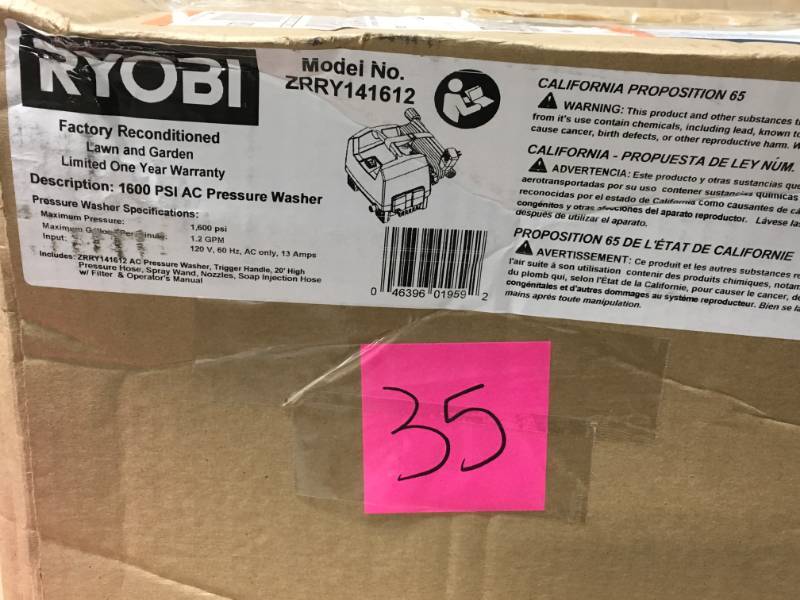 RYOBI
Factory Reconditioned
Lawn and Garden
Limited One Year Warranty
Model No.
ZRRY141612
Description: 1600 PSI AC Pressure Washer
Pressure Washer Specifications:
Maximum Pressure: 1,600 psi
Maximum 1.2 GPM
Input: 120 V, 60 Hz, AC only, 13 Amps
Includes: ZRRY141612 AC Pressure Washer, Trigger Handle, 20' High
Pressure Hose, Spray Wand, Nozzles, Soap Injection Hose
w/ Filter & Operator's Manual
0 46396 01959 2
CALIFORNIA PROPOSITION 65
WARNING: This product and other substances
from it's use contain chemicals, including lead, known
cause cancer, birth defects, or other reproductive harm.
CALIFORNIA - PROPUESTA DE LEY NÚM.
ADVERTENCIA: Este producto y otras sustancias
aerotransportadas por su uso contener sustancias químicas
reconocidas por el estado de California como causantes de
congénitos y otras afecciones del aparato reproductor. Lávese
después de utilizar el aparato.
PROPOSITION 65 DE L'ÉTAT DE CALIFORNIE
AVERTISSEMENT: Ce produit et les autres substances
l'air suite à son utilisation contenir des produits chimiques,
du plomb qui, selon l'État de la Californie, pour causer le cancer,
congénitales et d'autres dommages au système reproducteur. Bien se
mains après toute manipulation.
35